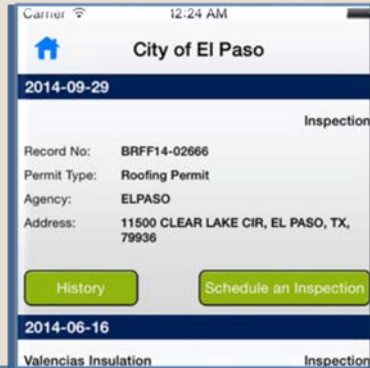 Carrier 12:24 AM
City of El Paso
2014-09-29
Inspection
Record No: BRFF14-02666
Permit Type: Roofing Permit
Agency: ELPASO
Address: 11500 CLEAR LAKE CIR, EL PASO, TX,
79936
History Schedule an Inspection
2014-06-16
Valencias Insulation Inspection